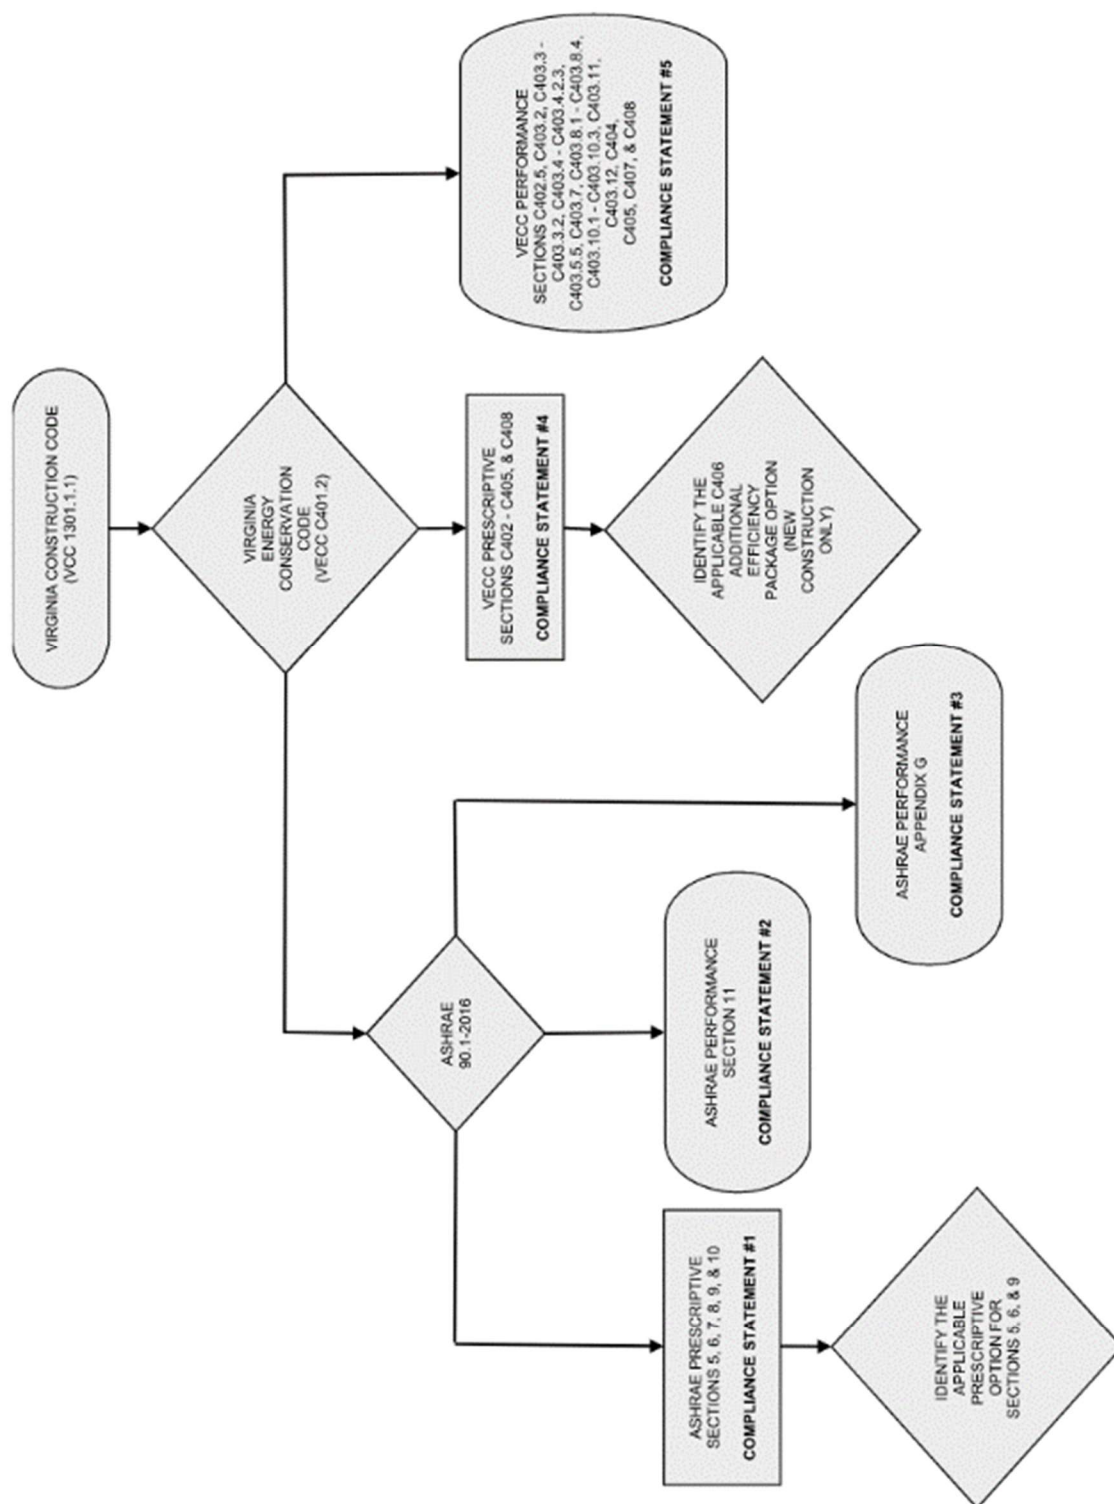 VIRGINIA CONSTRUCTION CODE
(VCC 1301.1.1)
VIRGINIA
ENERGY
CONSERVATION
CODE
(VECC C401.2)
ASHRAE
90.1-2016
ASHRAE PRESCRIPTIVE
SECTIONS 5, 6, 7, 8, 9, & 10
COMPLIANCE STATEMENT #1
IDENTIFY THE
APPLICABLE
PRESCRIPTIVE
OPTION FOR
SECTIONS 5, 6, & 9
ASHRAE PERFORMANCE
SECTION 11
COMPLIANCE STATEMENT #2
ASHRAE PERFORMANCE
APPENDIX G
COMPLIANCE STATEMENT #3
VECC PRESCRIPTIVE
SECTIONS C402 - C405, & C408
COMPLIANCE STATEMENT #4
IDENTIFY THE
APPLICABLE C406
ADDITIONAL
EFFICIENCY
PACKAGE OPTION
(NEW
CONSTRUCTION
ONLY)
VECC PERFORMANCE
SECTIONS C402.5, C403.2, C403.3 -
C403.3.2, C403.4 - C403.4.2.3,
C403.5.5, C403.7, C403.8.1 - C403.8.4,
C403.10.1 - C403.10.3, C403.11,
C403.12, C404,
C405, C407, & C408
COMPLIANCE STATEMENT #5